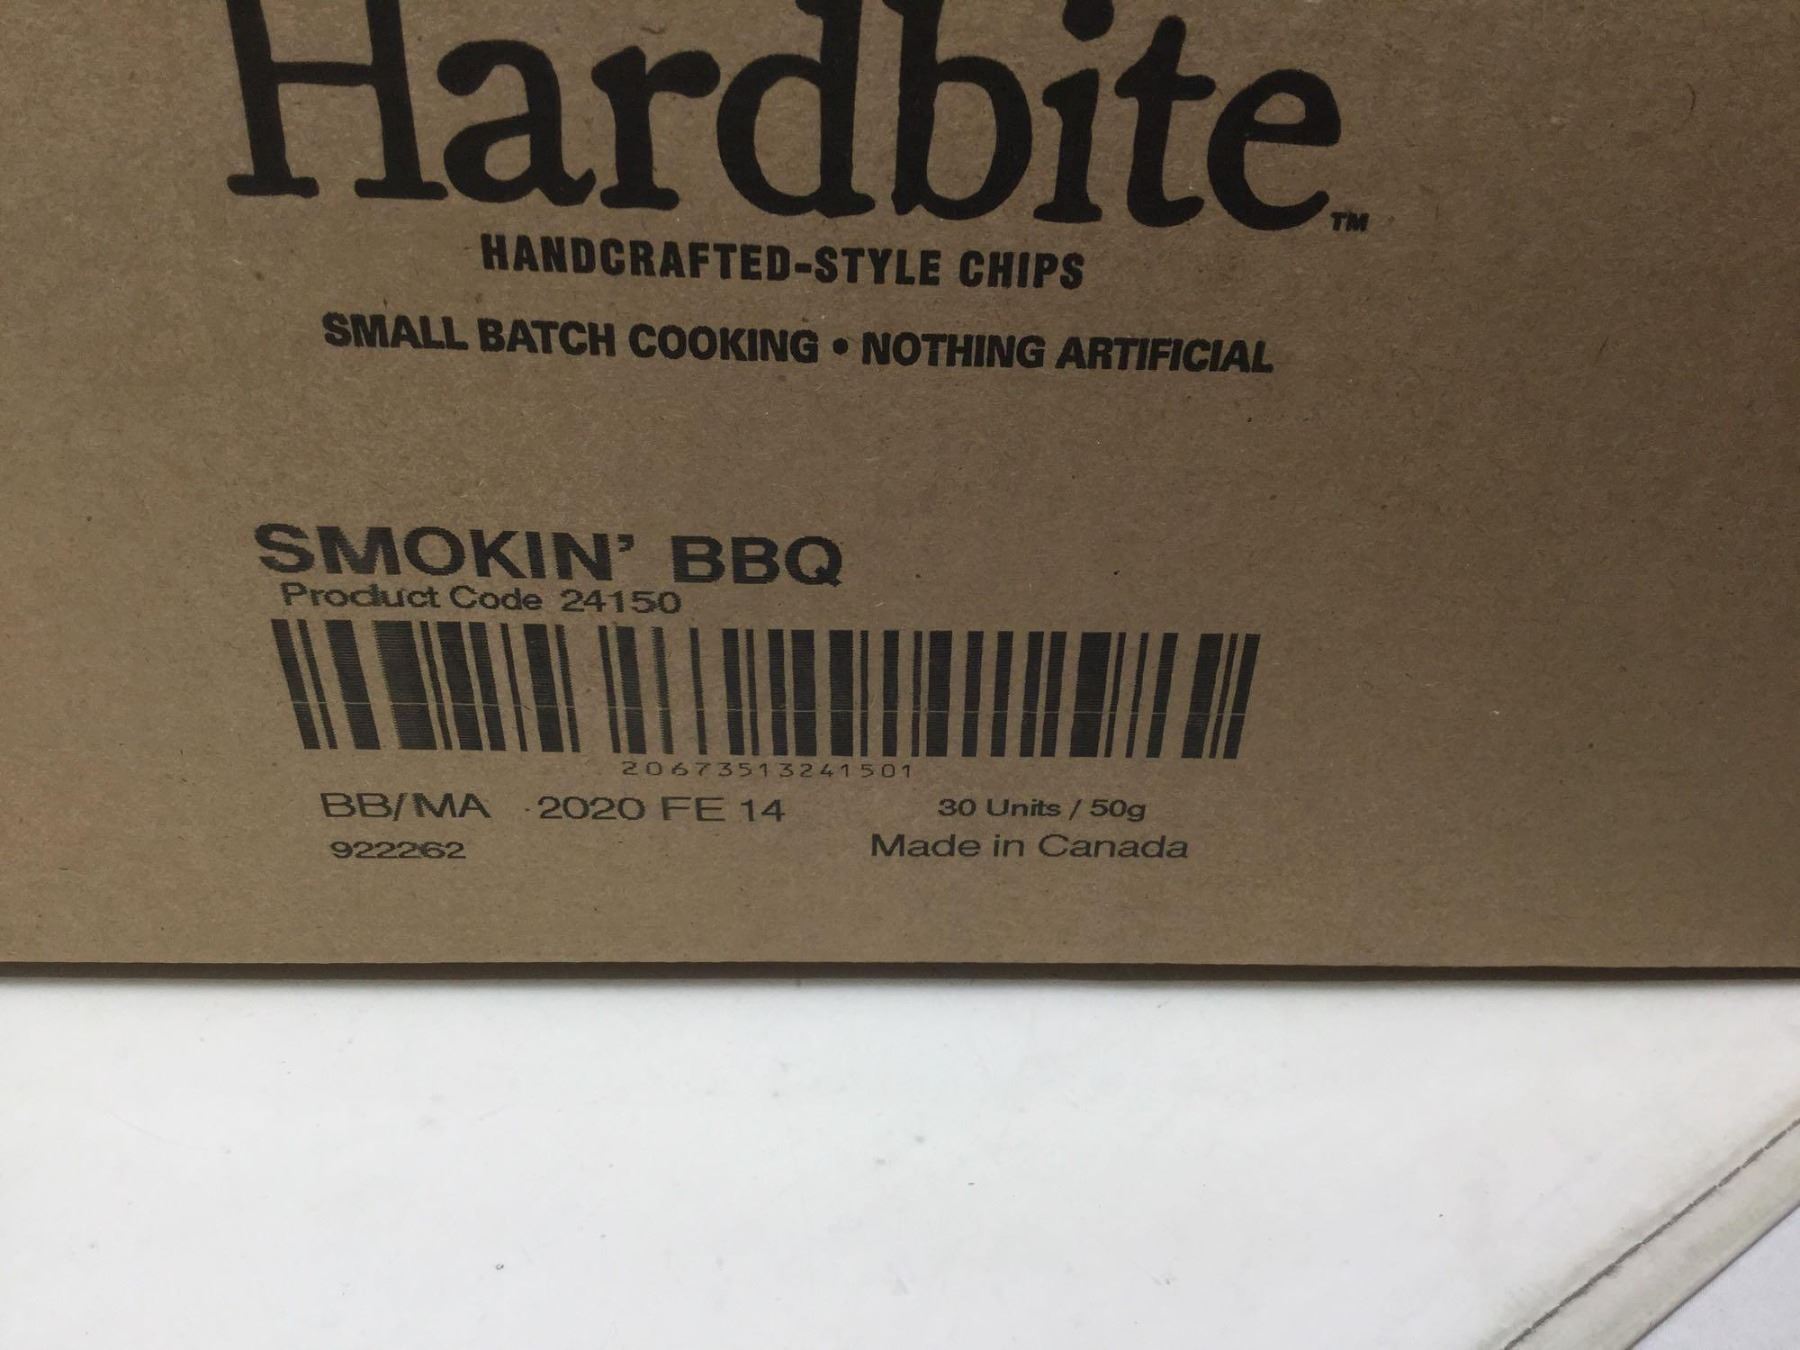 Hardbite™
HANDCRAFTED-STYLE CHIPS
SMALL BATCH COOKING • NOTHING ARTIFICIAL
SMOKIN' BBQ
Product Code 24150
20673513241501
BB/MA 2020 FE 14
30 Units / 50g
922262
Made in Canada